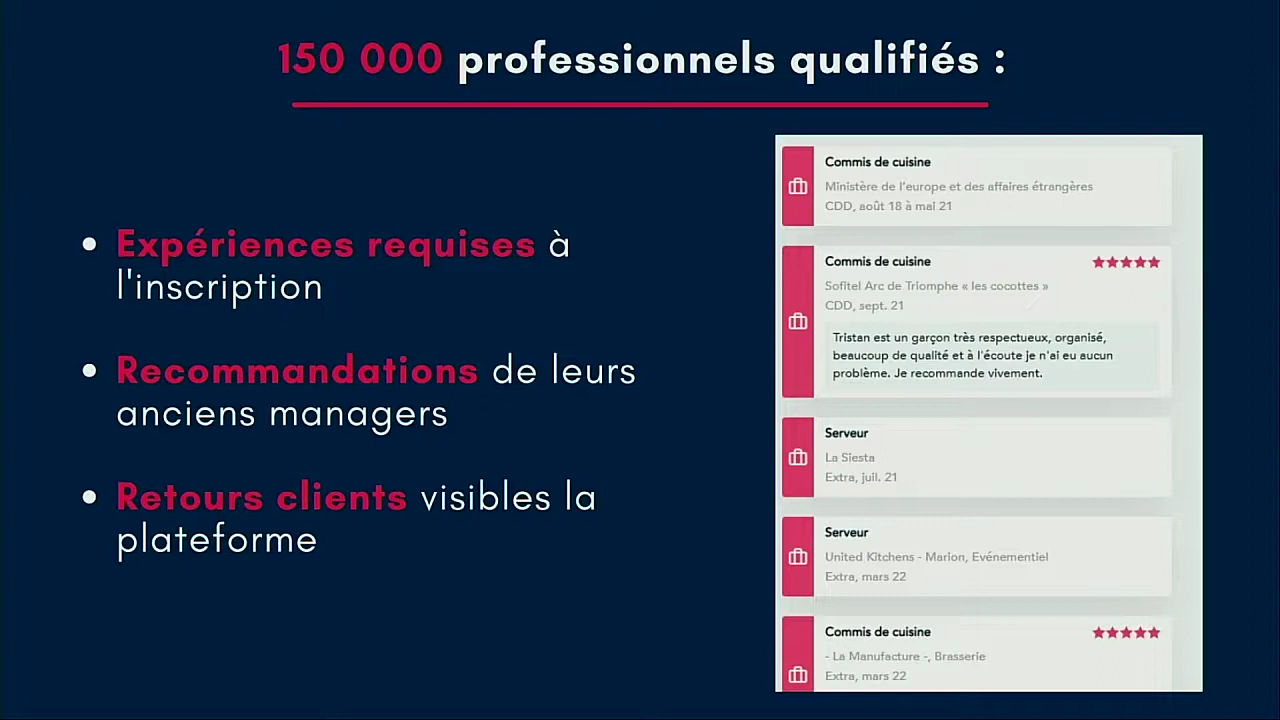 150 000 professionnels qualifiés :
Expériences requises à
l'inscription
Recommandations de leurs
anciens managers
Retours clients visibles la
plateforme
Commis de cuisine
Ministère de l'europe et des affaires étrangères
CDD, août 18 à mai 21
Commis de cuisine
Sofitel Arc de Triomphe « les cocottes »
CDD, sept. 21
Tristan est un garçon très respectueux, organisé,
beaucoup de qualité et à l'écoute je n'ai eu aucun
problème. Je recommande vivement.
Serveur
La Siesta
Extra, juil. 21
Serveur
United Kitchens - Marion, Evénementiel
Extra, mars 22
Commis de cuisine
- La Manufacture -, Brasserie
Extra, mars 22